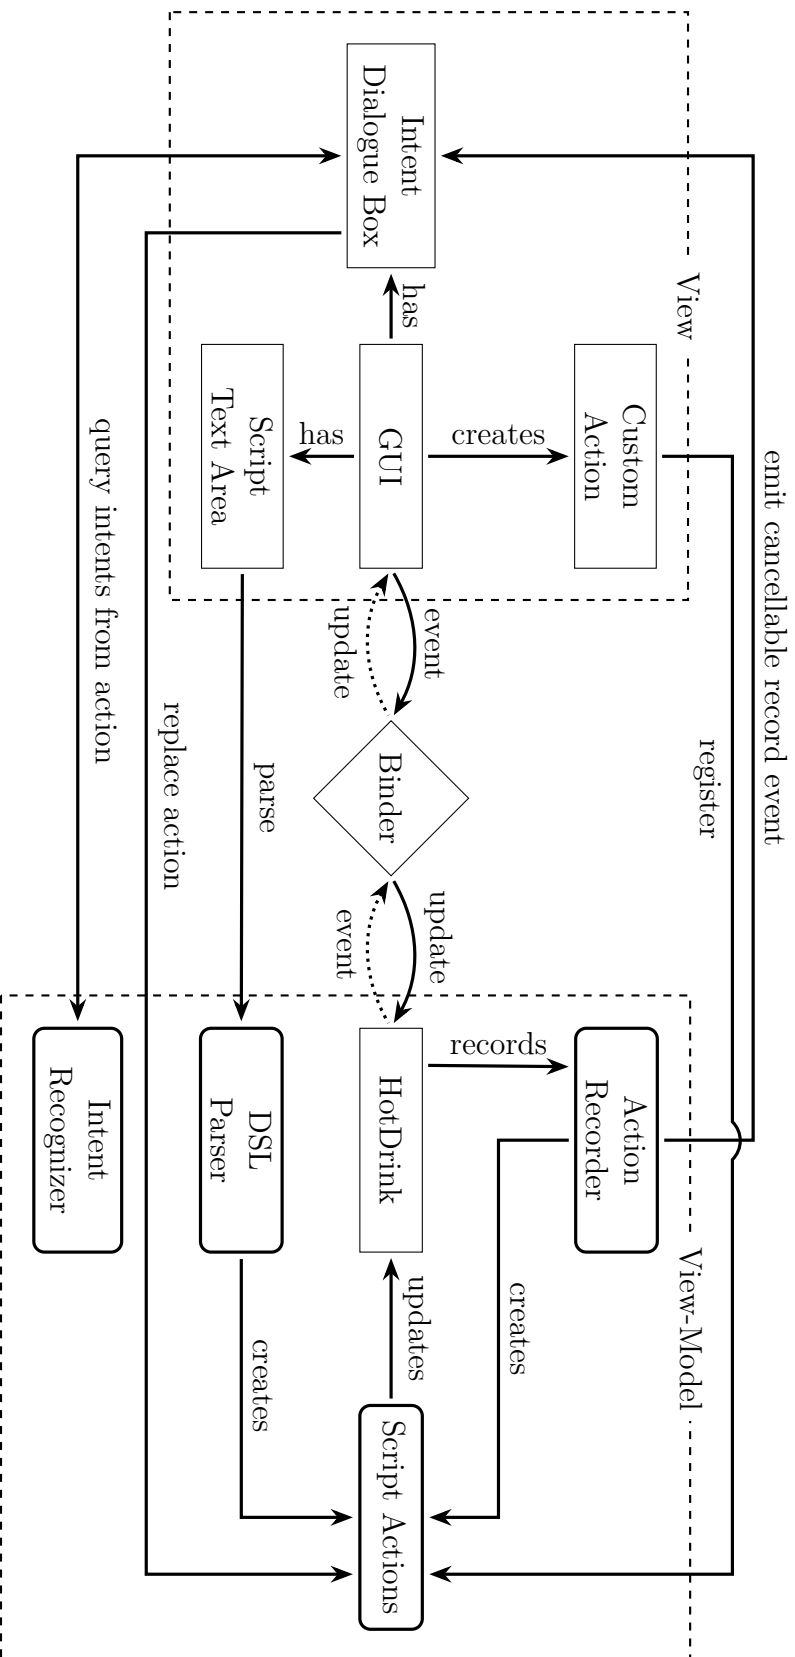 emit cancellable record event
register
View
View-Model
Custom
Action
Action
Recorder
creates
records
creates
has
event
update
updates
Intent
Dialogue Box
GUI
Binder
HotDrink
Script Actions
update
event
has
Script
Text Area
parse
DSL
Parser
creates
replace action
query intents from action
Intent
Recognizer